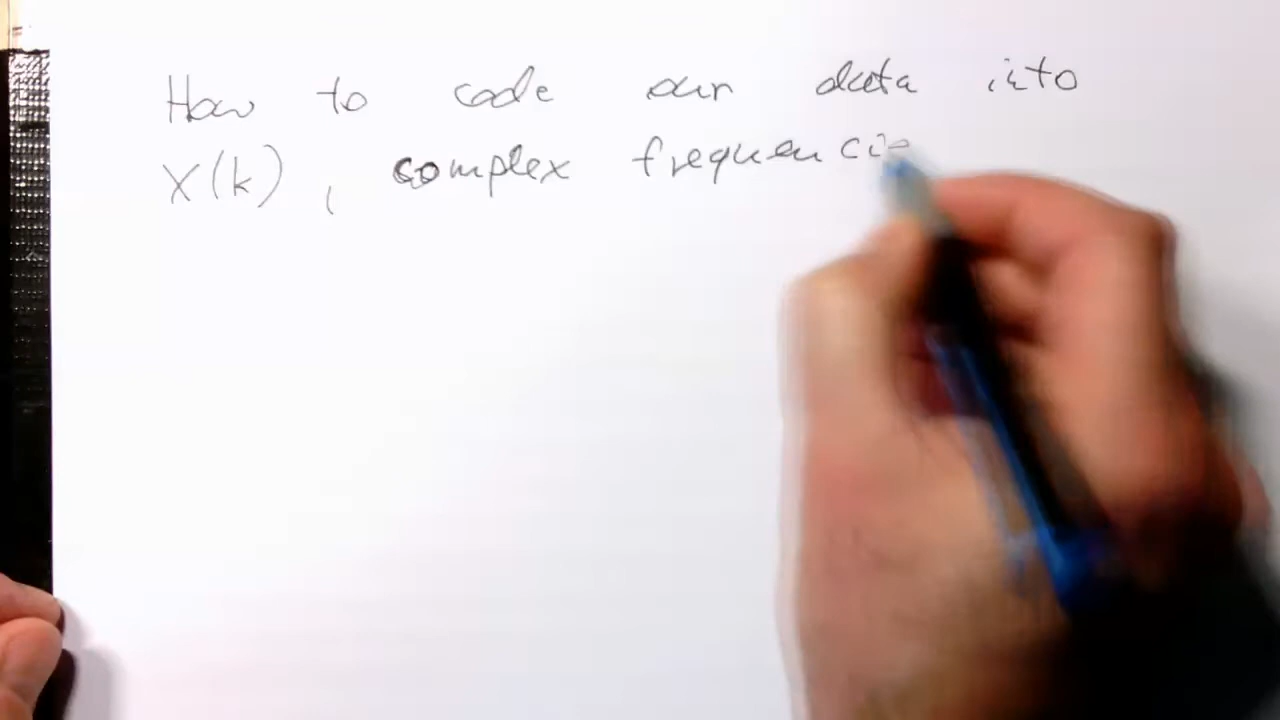 How to code our data into
X(k), complex frequencie